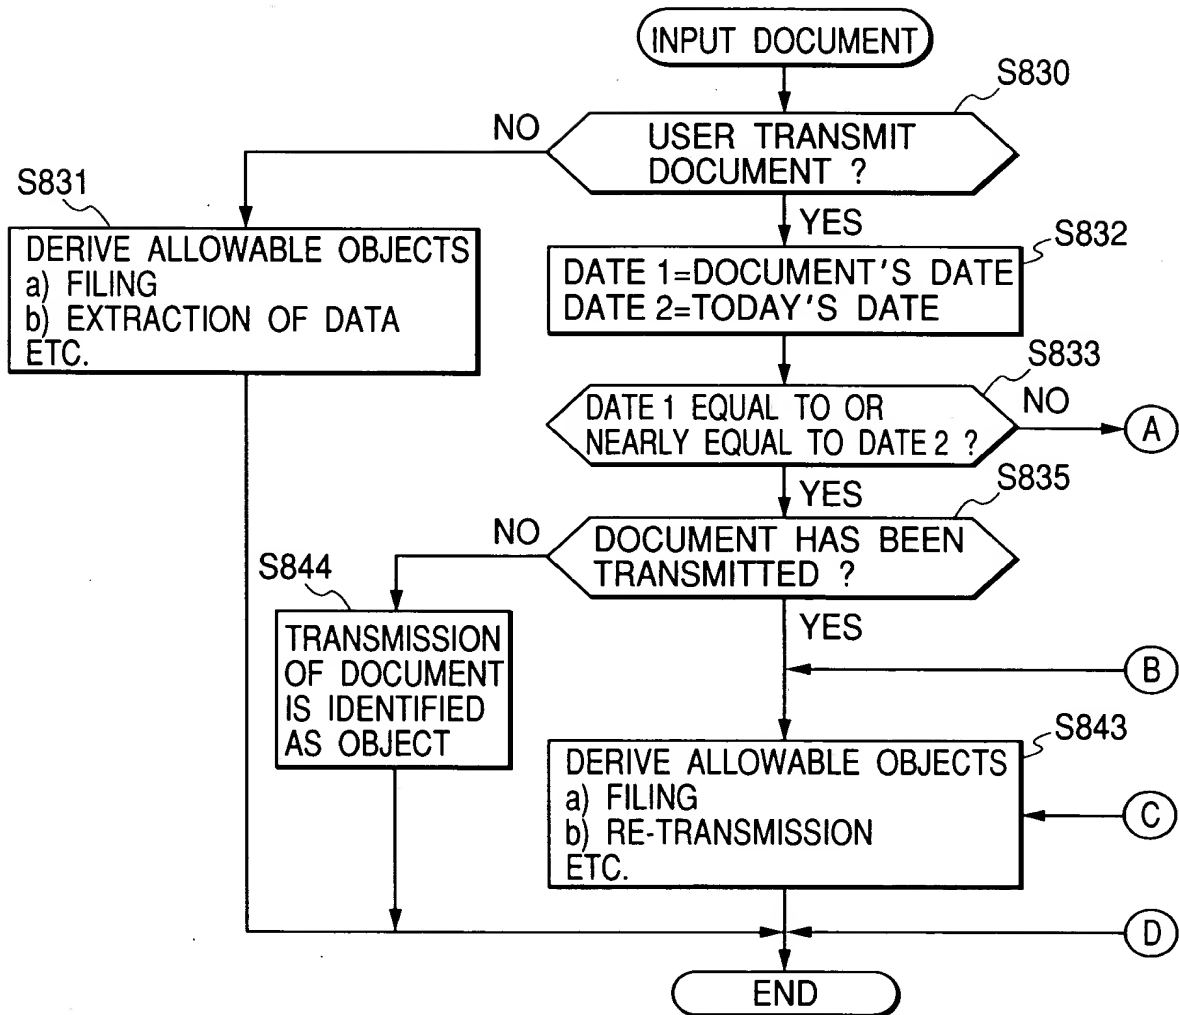 INPUT DOCUMENT
S830
USER TRANSMIT
DOCUMENT ?
NO
YES
S831
DERIVE ALLOWABLE OBJECTS
a) FILING
b) EXTRACTION OF DATA
ETC.
S832
DATE 1=DOCUMENT'S DATE
DATE 2=TODAY'S DATE
S833
DATE 1 EQUAL TO OR
NEARLY EQUAL TO DATE 2 ?
NO
A
YES
S835
DOCUMENT HAS BEEN
TRANSMITTED ?
NO
YES
S844
TRANSMISSION
OF DOCUMENT
IS IDENTIFIED
AS OBJECT
B
S843
DERIVE ALLOWABLE OBJECTS
a) FILING
b) RE-TRANSMISSION
ETC.
C
D
END